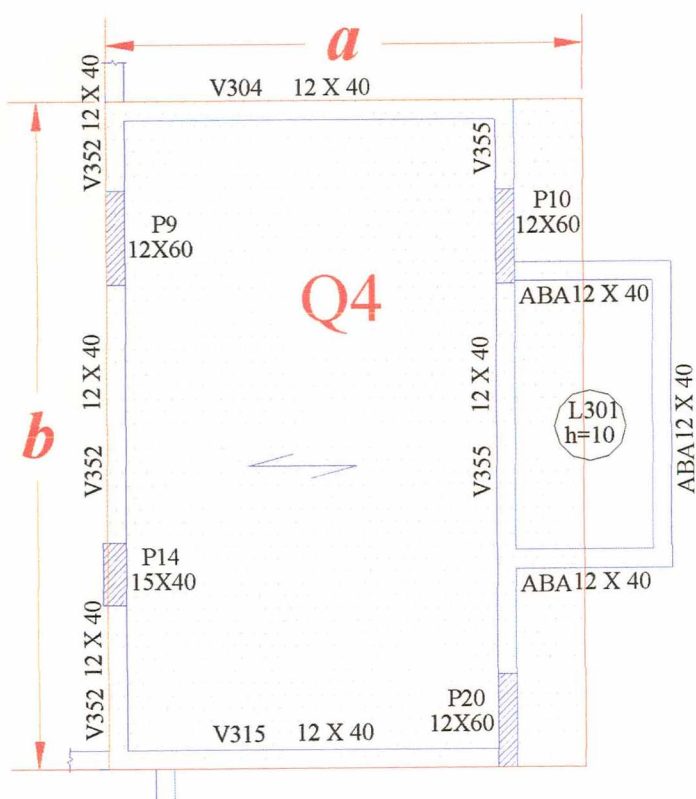 a
V304 12 X 40
V352 12 X 40
V355
P9
12X60
P10
12X60
Q4
ABA12 X 40
12 X 40
12 X 40
L301
h=10
ABA12 X 40
b
V352
V355
P14
15X40
ABA12 X 40
V352 12 X 40
P20
12X60
V315 12 X 40